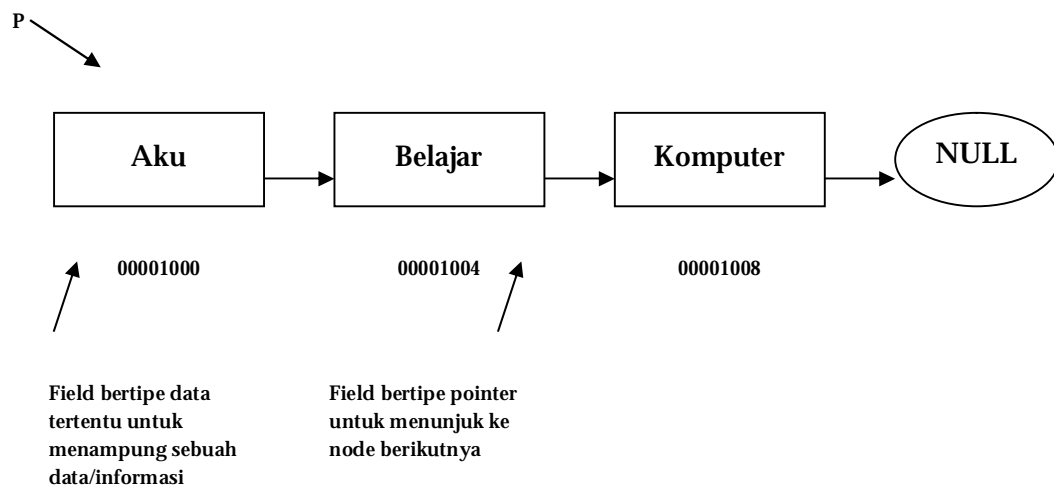 P
Aku
Belajar
Komputer
NULL
00001000
00001004
00001008
Field bertipe data
tertentu untuk
menampung sebuah
data/informasi
Field bertipe pointer
untuk menunjuk ke
node berikutnya